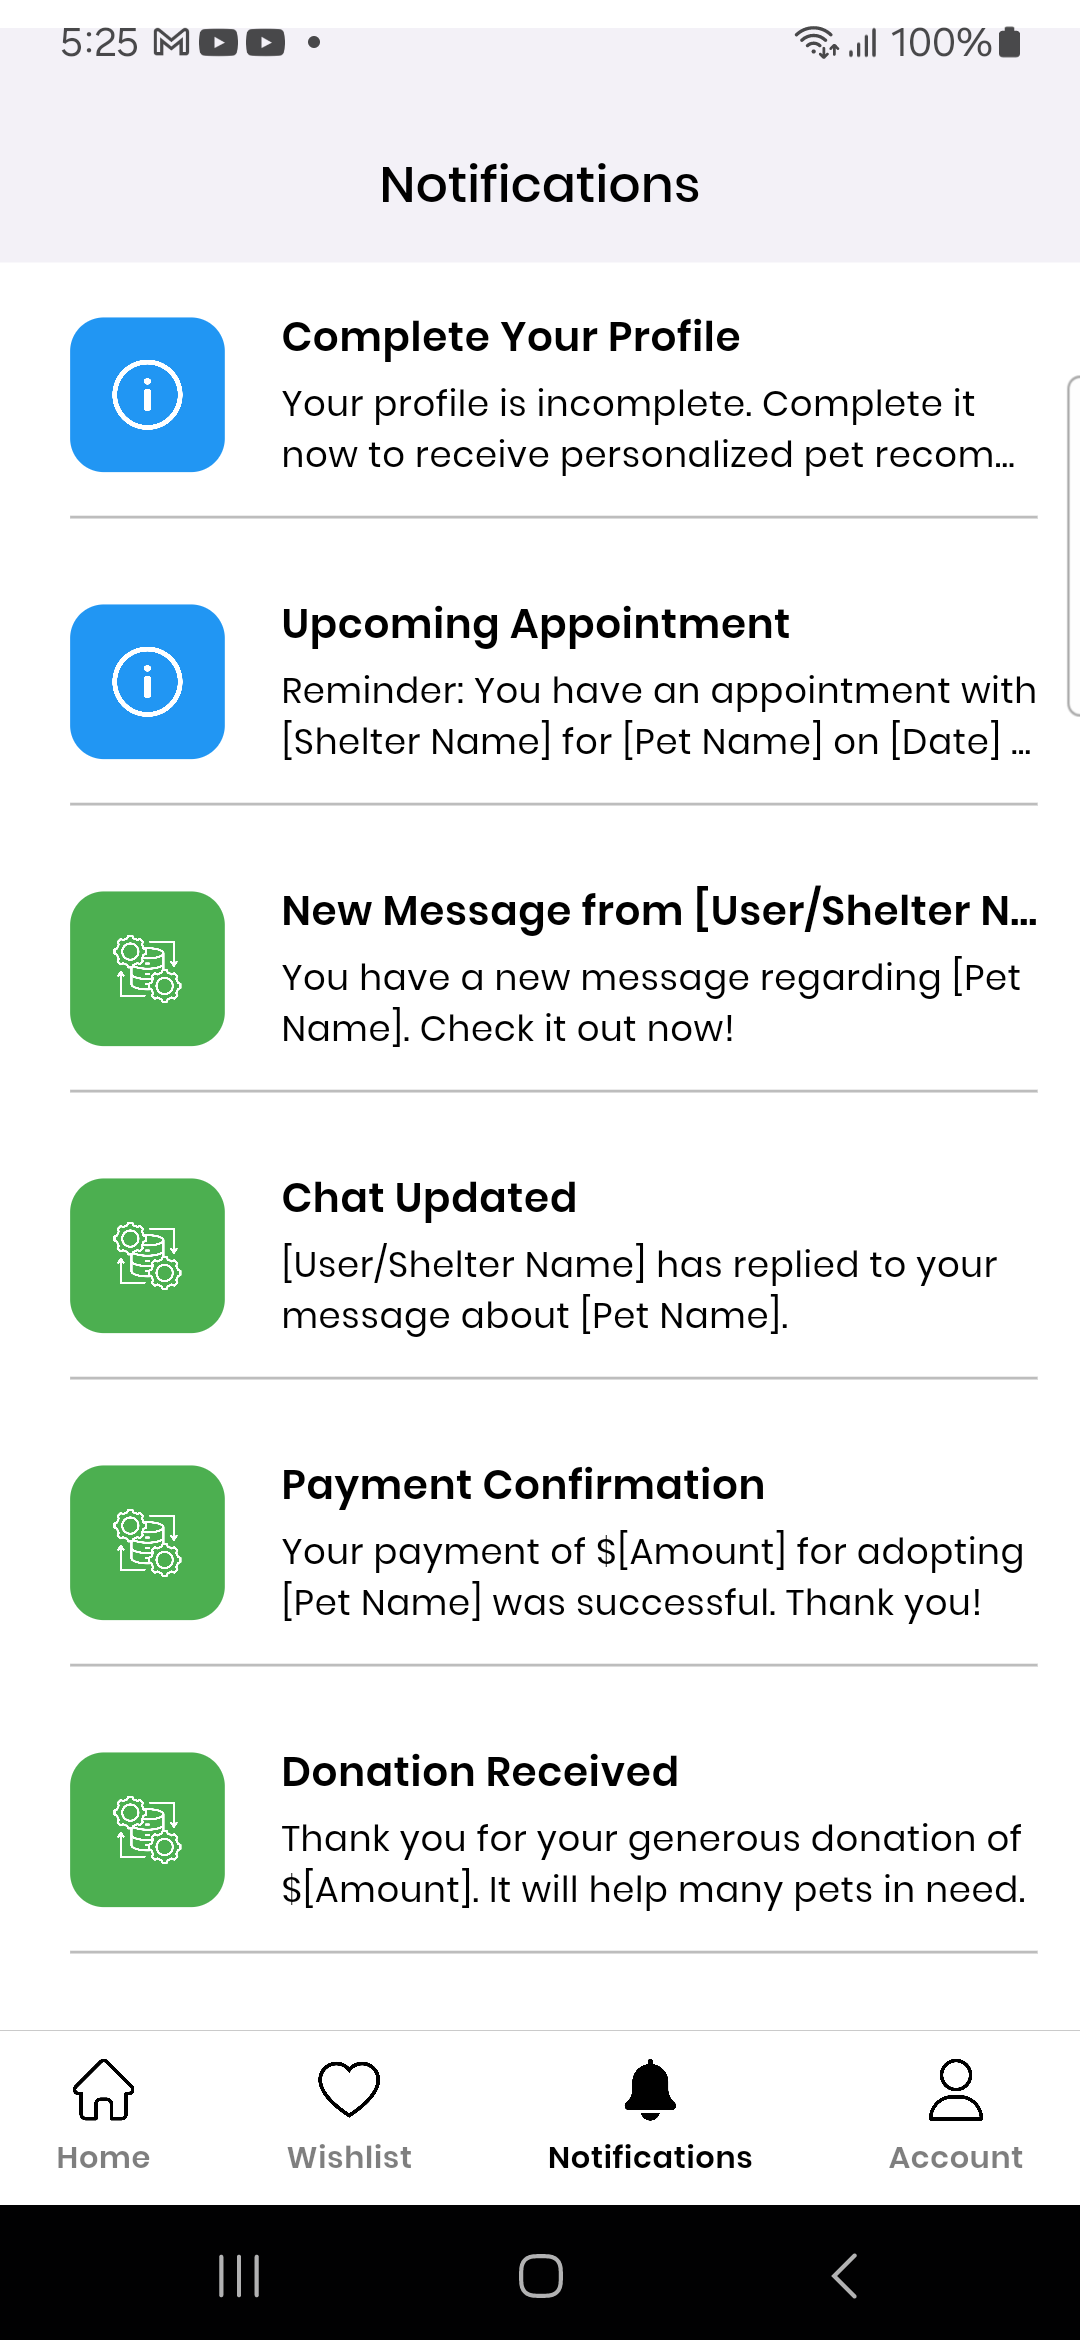 5:25
100%
Notifications
Complete Your Profile
Your profile is incomplete. Complete it
now to receive personalized pet recom...
Upcoming Appointment
Reminder: You have an appointment with
[Shelter Name] for [Pet Name] on [Date] ...
New Message from [User/Shelter N...
You have a new message regarding [Pet
Name]. Check it out now!
Chat Updated
[User/Shelter Name] has replied to your
message about [Pet Name].
Payment Confirmation
Your payment of $[Amount] for adopting
[Pet Name] was successful. Thank you!
Donation Received
Thank you for your generous donation of
$[Amount]. It will help many pets in need.
Home
Wishlist
Notifications
Account